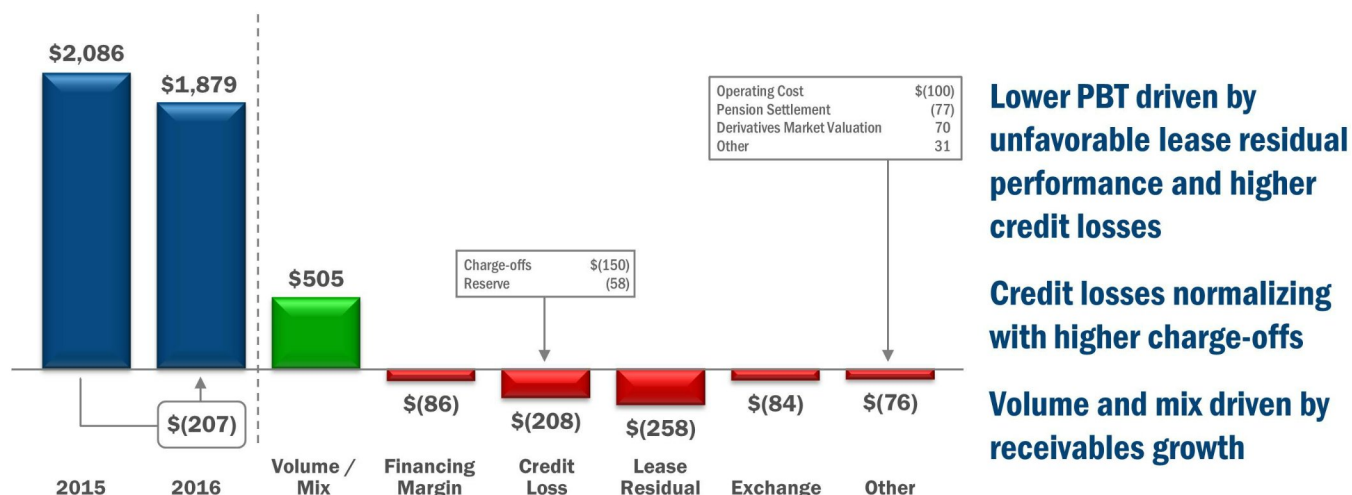 $2,086
$1,879
$(207)
2015
2016
$505
Volume /
Mix
$(86)
Financing
Margin
Charge-offs $(150)
Reserve (58)
$(208)
Credit
Loss
$(258)
Lease
Residual
$(84)
Exchange
Operating Cost $(100)
Pension Settlement (77)
Derivatives Market Valuation 70
Other 31
$(76)
Other
Lower PBT driven by
unfavorable lease residual
performance and higher
credit losses
Credit losses normalizing
with higher charge-offs
Volume and mix driven by
receivables growth